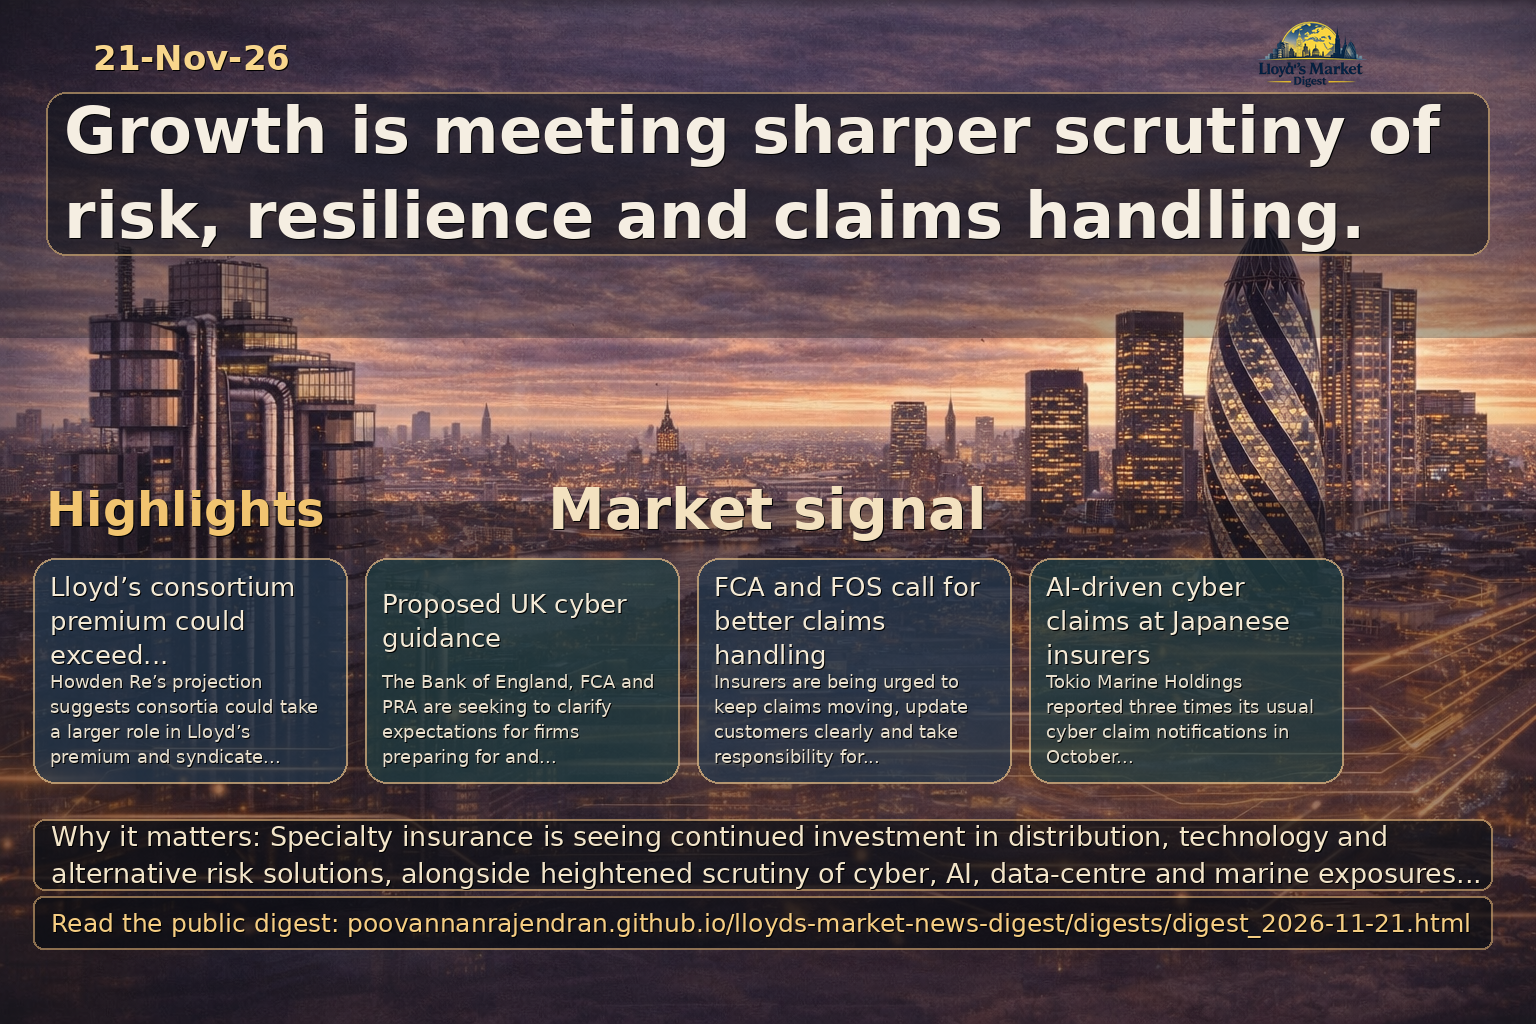 21-Nov-26
Lloyd's Market
Digest
Growth is meeting sharper scrutiny of
risk, resilience and claims handling.
Highlights
Market signal
Lloyd’s consortium
premium could
exceed...
Howden Re’s projection
suggests consortia could take
a larger role in Lloyd’s
premium and syndicate...
Proposed UK cyber
guidance
The Bank of England, FCA and
PRA are seeking to clarify
expectations for firms
preparing for and...
FCA and FOS call for
better claims
handling
Insurers are being urged to
keep claims moving, update
customers clearly and take
responsibility for...
AI-driven cyber
claims at Japanese
insurers
Tokio Marine Holdings
reported three times its usual
cyber claim notifications in
October...
Why it matters: Specialty insurance is seeing continued investment in distribution, technology and
alternative risk solutions, alongside heightened scrutiny of cyber, AI, data-centre and marine exposures...
Read the public digest: poovannanrajendran.github.io/lloyds-market-news-digest/digests/digest_2026-11-21.html